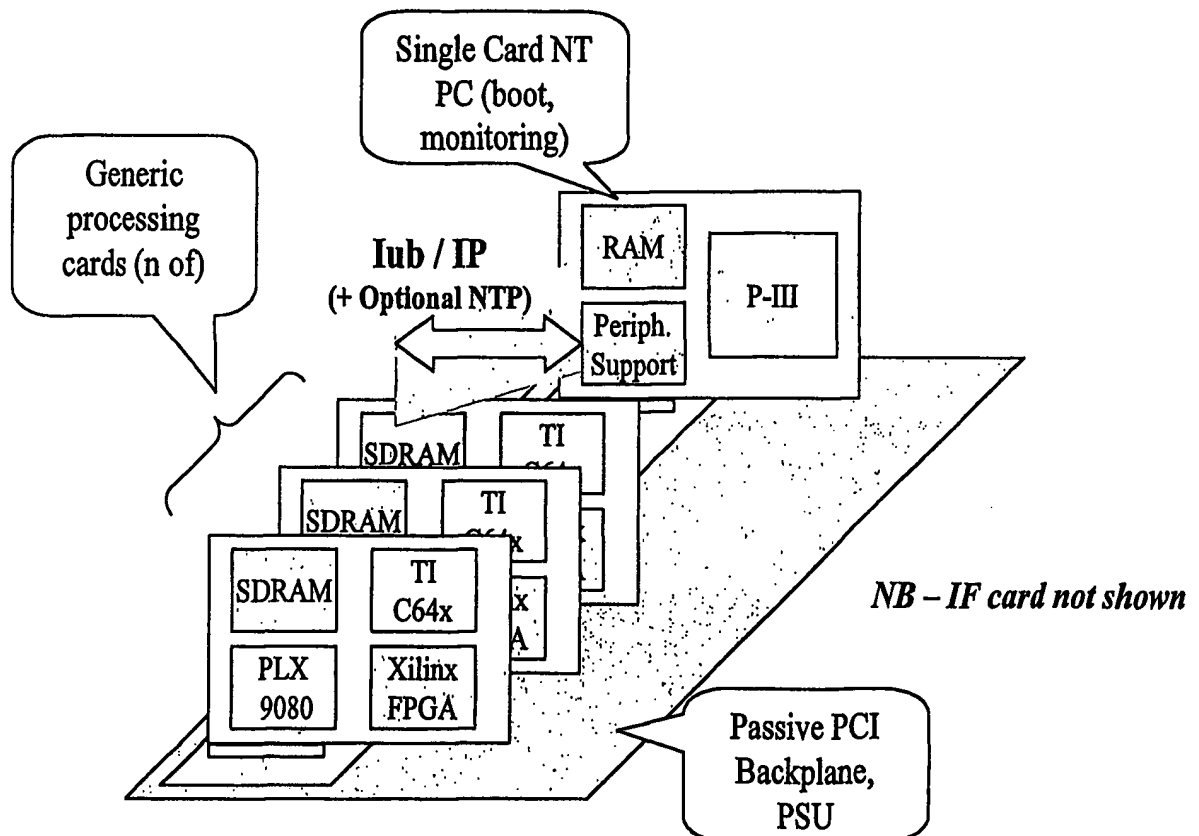 Single Card NT
PC (boot,
monitoring)
Generic
processing
cards (n of)
Iub / IP
(+ Optional NTP)
RAM
P-III
Periph.
Support
SDRAM
TI
SDRAM
TI
SDRAM
TI
C64x
PLX
9080
Xilinx
FPGA
NB – IF card not shown
Passive PCI
Backplane,
PSU